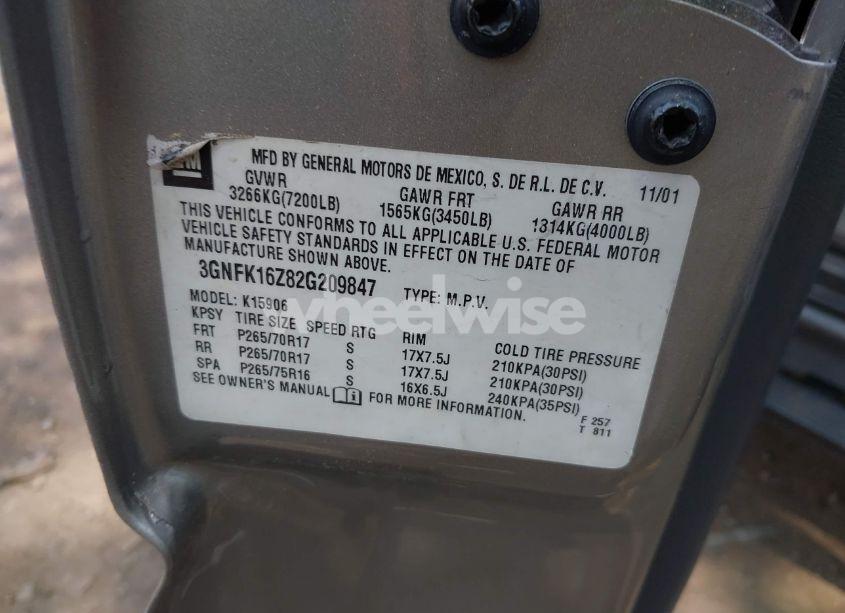 GM
MFD BY GENERAL MOTORS DE MEXICO, S. DE R.L. DE C.V. 11/01
GVWR GAWR FRT GAWR RR
3266KG(7200LB) 1565KG(3450LB) 1314KG(4000LB)
THIS VEHICLE CONFORMS TO ALL APPLICABLE U.S. FEDERAL MOTOR
VEHICLE SAFETY STANDARDS IN EFFECT ON THE DATE OF
MANUFACTURE SHOWN ABOVE.
3GNFK16Z82G209847 TYPE: M.P.V.
MODEL: K15906
KPSY TIRE SIZE SPEED RTG RIM COLD TIRE PRESSURE
FRT P265/70R17 S 17X7.5J 210KPA(30PSI)
RR P265/70R17 S 17X7.5J 210KPA(30PSI)
SPA P265/75R16 S 16X6.5J 240KPA(35PSI)
SEE OWNER'S MANUAL FOR MORE INFORMATION.
F 257
T 811
wheelwise